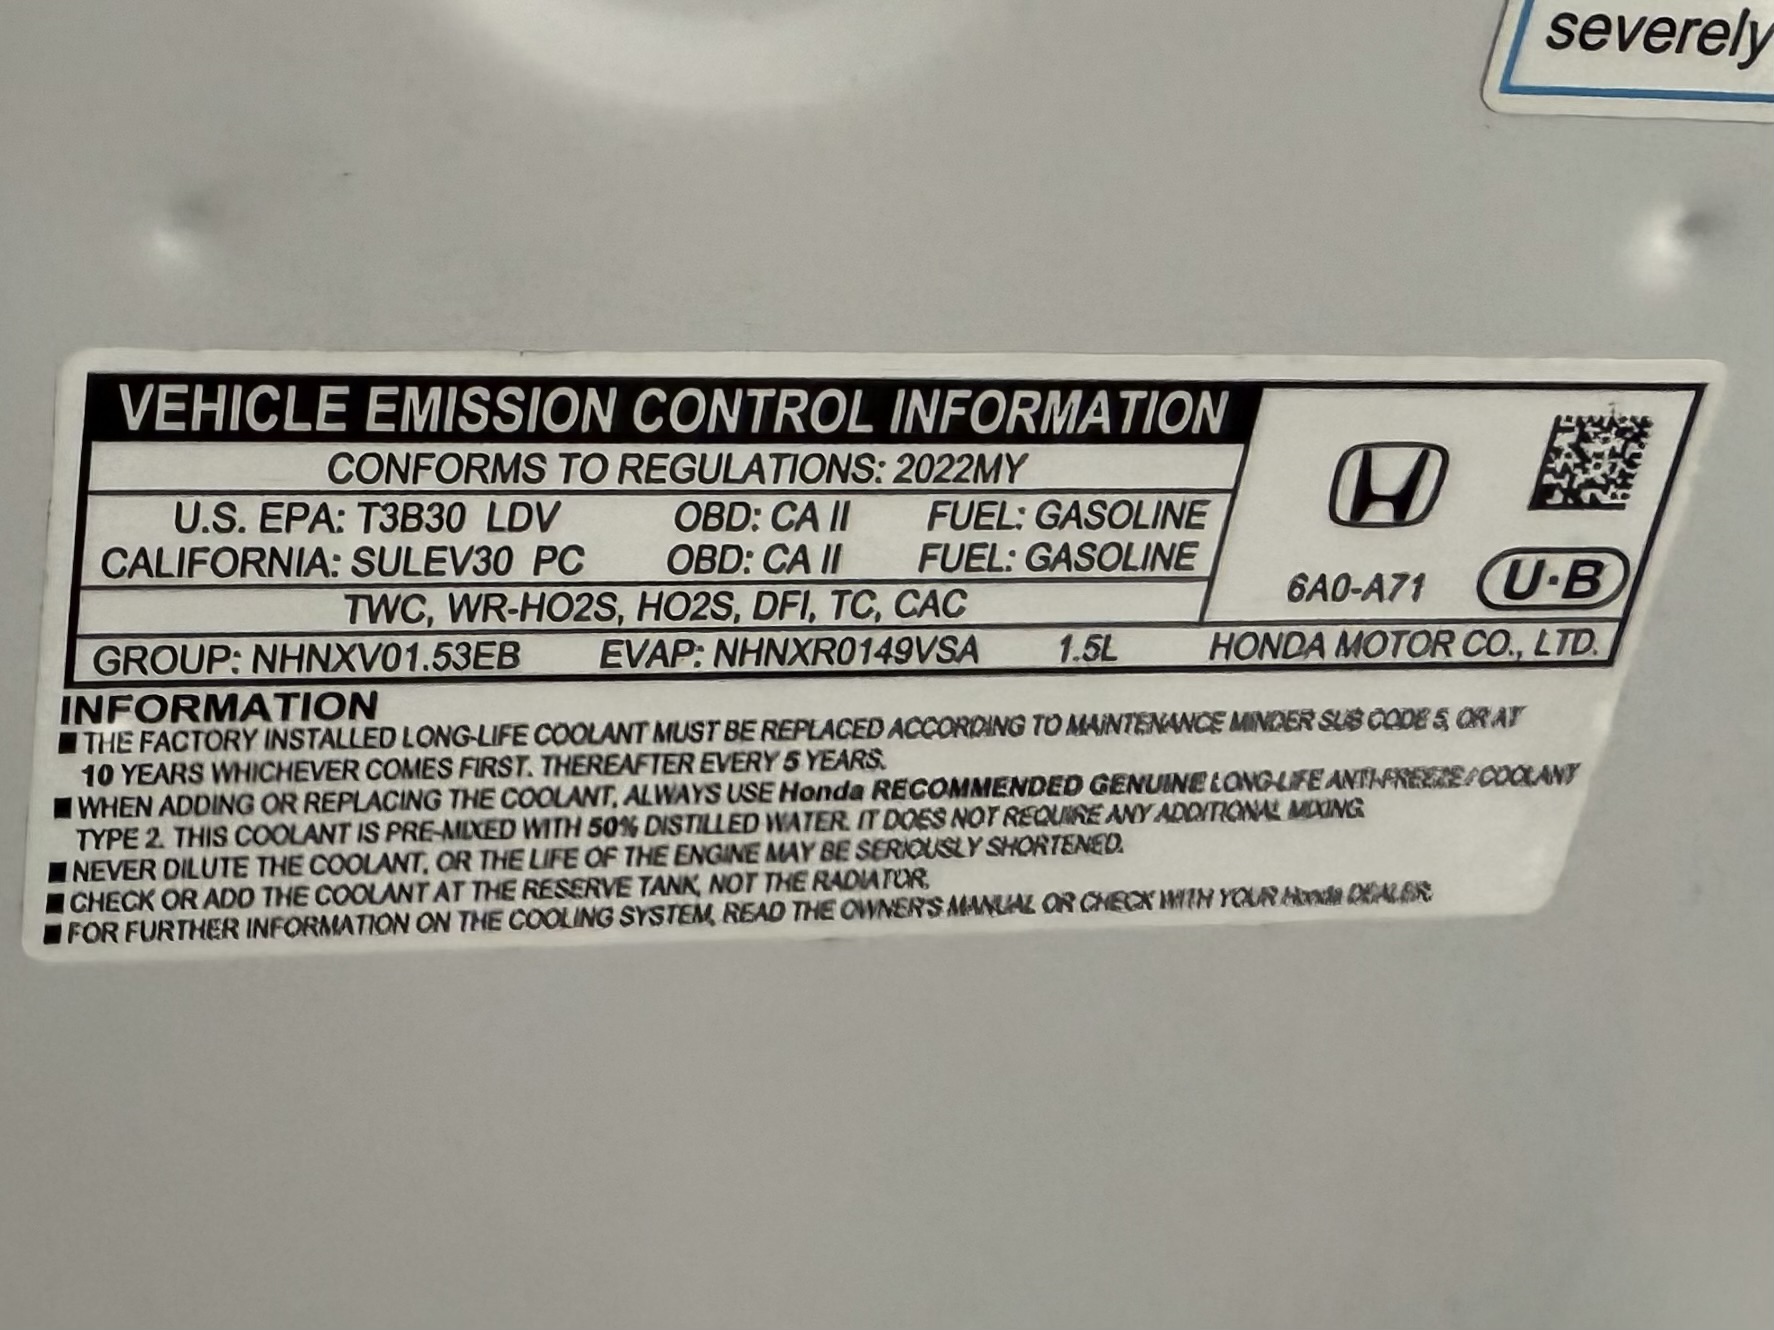 severely
VEHICLE EMISSION CONTROL INFORMATION
CONFORMS TO REGULATIONS: 2022MY
U.S. EPA: T3B30 LDV OBD: CA II FUEL: GASOLINE
CALIFORNIA: SULEV30 PC OBD: CA II FUEL: GASOLINE
TWC, WR-HO2S, HO2S, DFI, TC, CAC
6A0-A71 U·B
GROUP: NHNXV01.53EB EVAP: NHNXR0149VSA 1.5L HONDA MOTOR CO., LTD.
INFORMATION
■ THE FACTORY INSTALLED LONG-LIFE COOLANT MUST BE REPLACED ACCORDING TO MAINTENANCE MINDER SUB CODE 5, OR AT
10 YEARS WHICHEVER COMES FIRST. THEREAFTER EVERY 5 YEARS.
■ WHEN ADDING OR REPLACING THE COOLANT, ALWAYS USE Honda RECOMMENDED GENUINE LONG-LIFE ANTI-FREEZE / COOLANT
TYPE 2. THIS COOLANT IS PRE-MIXED WITH 50% DISTILLED WATER. IT DOES NOT REQUIRE ANY ADDITIONAL MIXING.
■ NEVER DILUTE THE COOLANT, OR THE LIFE OF THE ENGINE MAY BE SERIOUSLY SHORTENED.
■ CHECK OR ADD THE COOLANT AT THE RESERVE TANK, NOT THE RADIATOR.
■ FOR FURTHER INFORMATION ON THE COOLING SYSTEM, READ THE OWNER'S MANUAL OR CHECK WITH YOUR Honda DEALER.